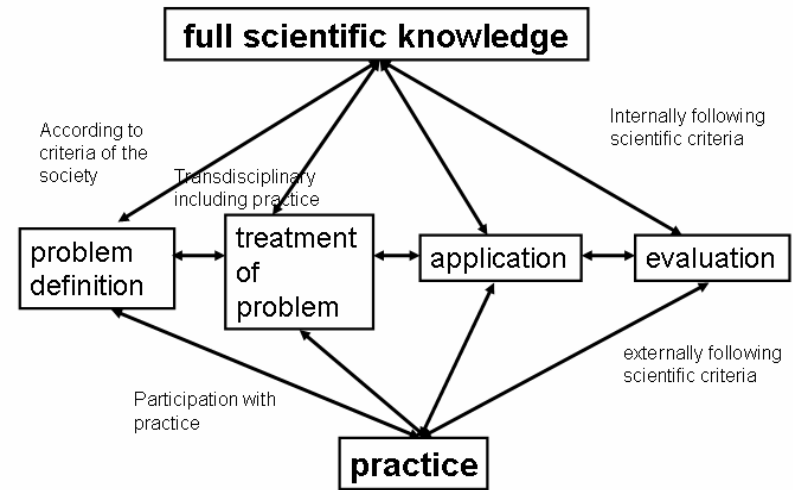 full scientific knowledge
According to
criteria of the
society
Internally following
scientific criteria
Transdisciplinary
including practice
problem
definition
treatment
of
problem
application
evaluation
Participation with
practice
externally following
scientific criteria
practice